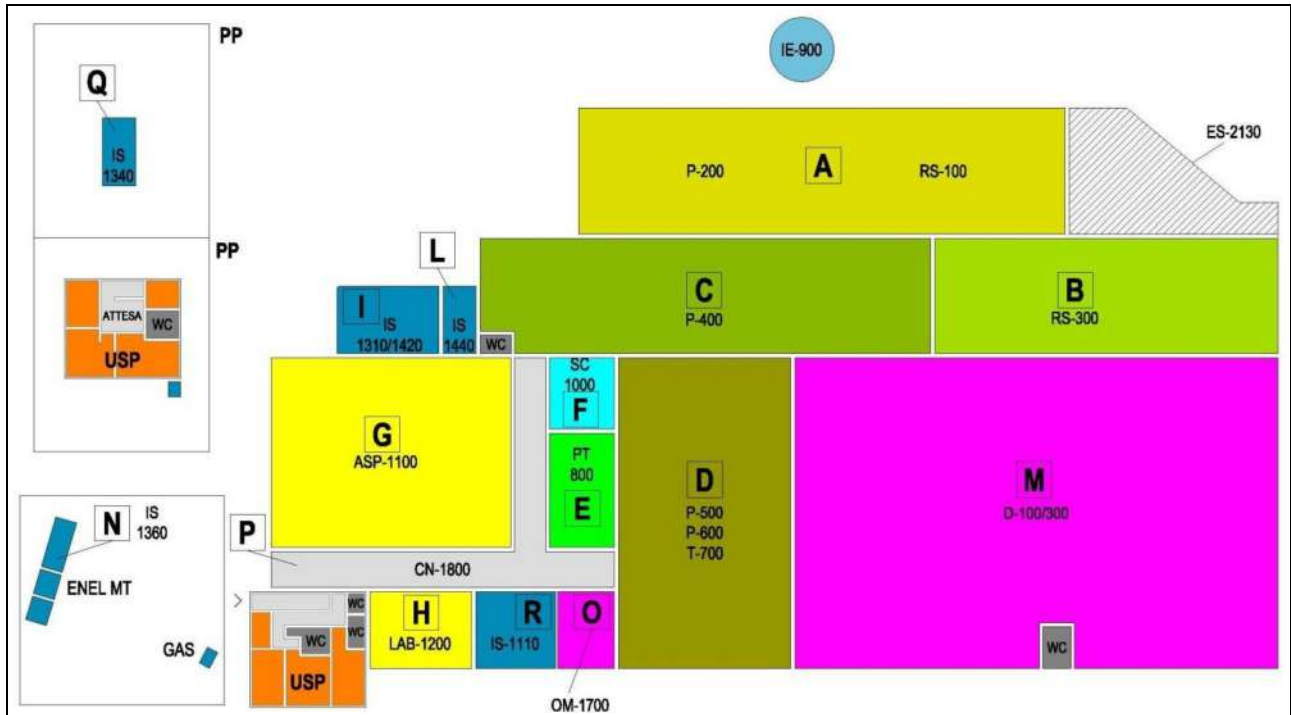 PP
Q
IS
1340
PP
ATTESA
WC
USP
IE-900
ES-2130
P-200
A
RS-100
L
I
IS
1310/1420
IS
1440
WC
C
P-400
B
RS-300
G
ASP-1100
SC
1000
F
PT
800
E
D
P-500
P-600
T-700
M
D-100/300
WC
N
IS
1360
ENEL MT
GAS
P
CN-1800
WC
WC
WC
USP
H
LAB-1200
R
IS-1110
O
OM-1700